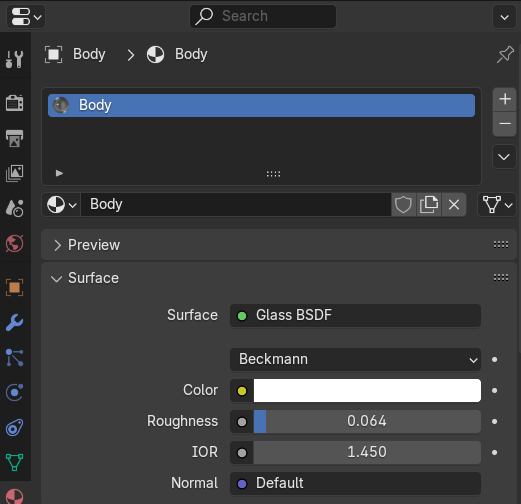 Search
Body > Body
Body
Body
Preview
Surface
Surface Glass BSDF
Beckmann
Color
Roughness 0.064
IOR 1.450
Normal Default